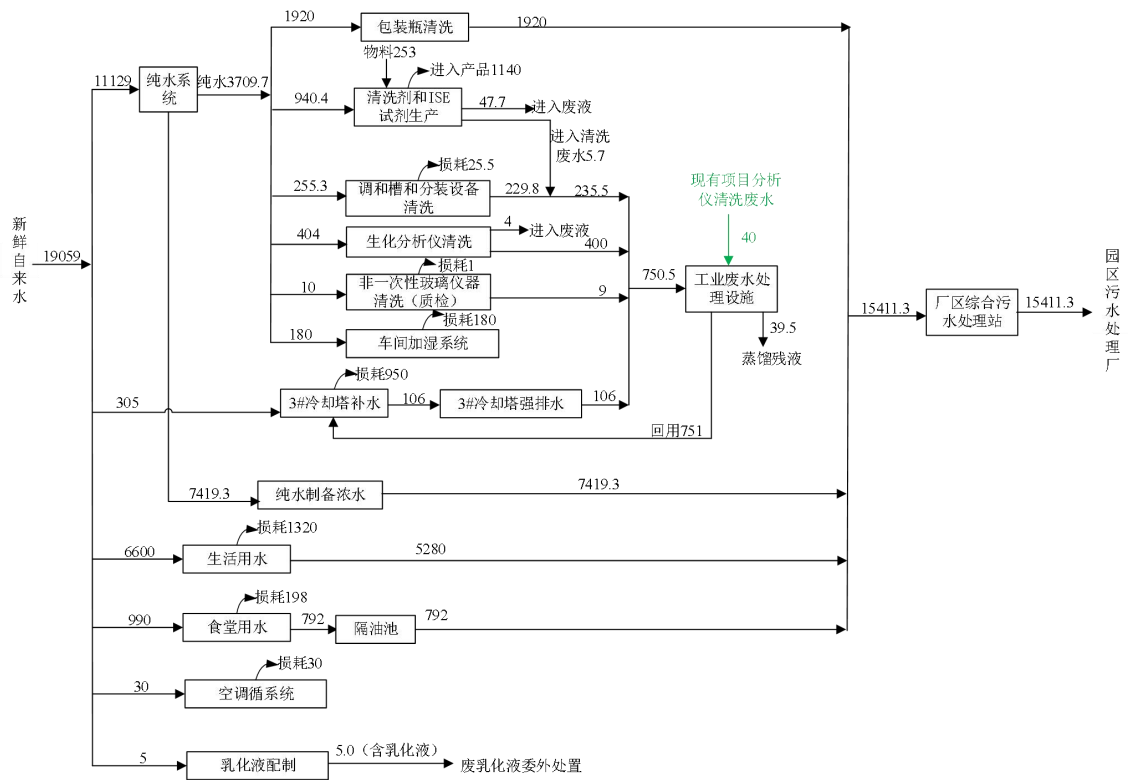 新鲜自来水
19059
11129
纯水系统
纯水3709.7
1920
包装瓶清洗
1920
物料253
进入产品1140
940.4
清洗剂和ISE
试剂生产
47.7
进入废液
进入清洗
废水5.7
损耗25.5
255.3
调和槽和分装设备
清洗
229.8
235.5
404
生化分析仪清洗
4
进入废液
400
损耗1
10
非一次性玻璃仪器
清洗（质检）
9
损耗180
180
车间加湿系统
750.5
现有项目分析
仪清洗废水
40
工业废水处
理设施
39.5
蒸馏残液
损耗950
305
3#冷却塔补水
106
3#冷却塔强排水
106
回用751
7419.3
纯水制备浓水
7419.3
损耗1320
6600
生活用水
5280
损耗198
990
食堂用水
792
隔油池
792
损耗30
30
空调循系统
5
乳化液配制
5.0（含乳化液）
废乳化液委外处置
15411.3
厂区综合污
水处理站
15411.3
园区污水处理厂